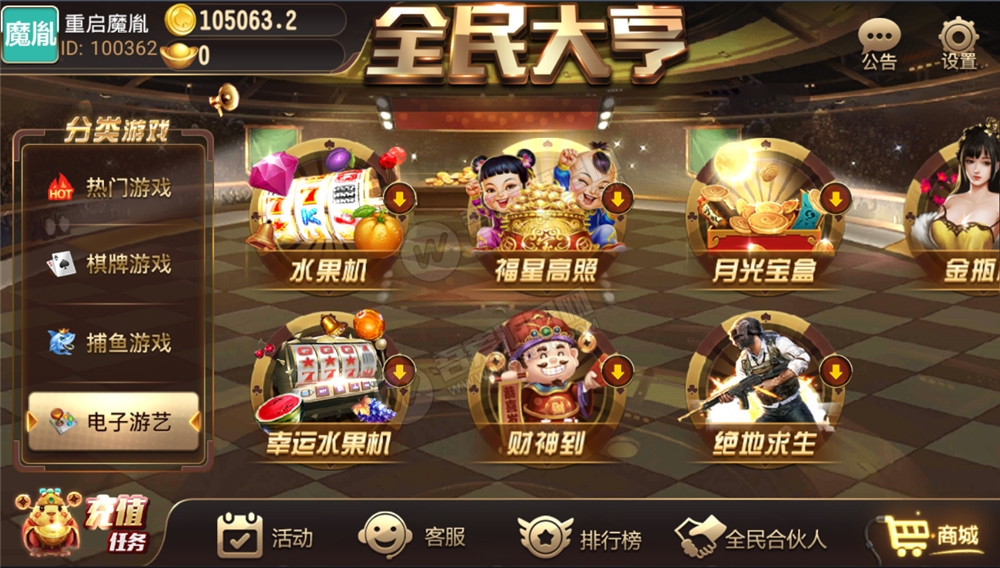 魔胤
重启魔胤
ID: 100362
105063.2
0
全民大亨
公告
设置
分类游戏
HOT
热门游戏
棋牌游戏
捕鱼游戏
电子游艺
水果机
福星高照
月光宝盒
金瓶
幸运水果机
财神到
绝地求生
充值
任务
活动
客服
排行榜
全民合伙人
商城